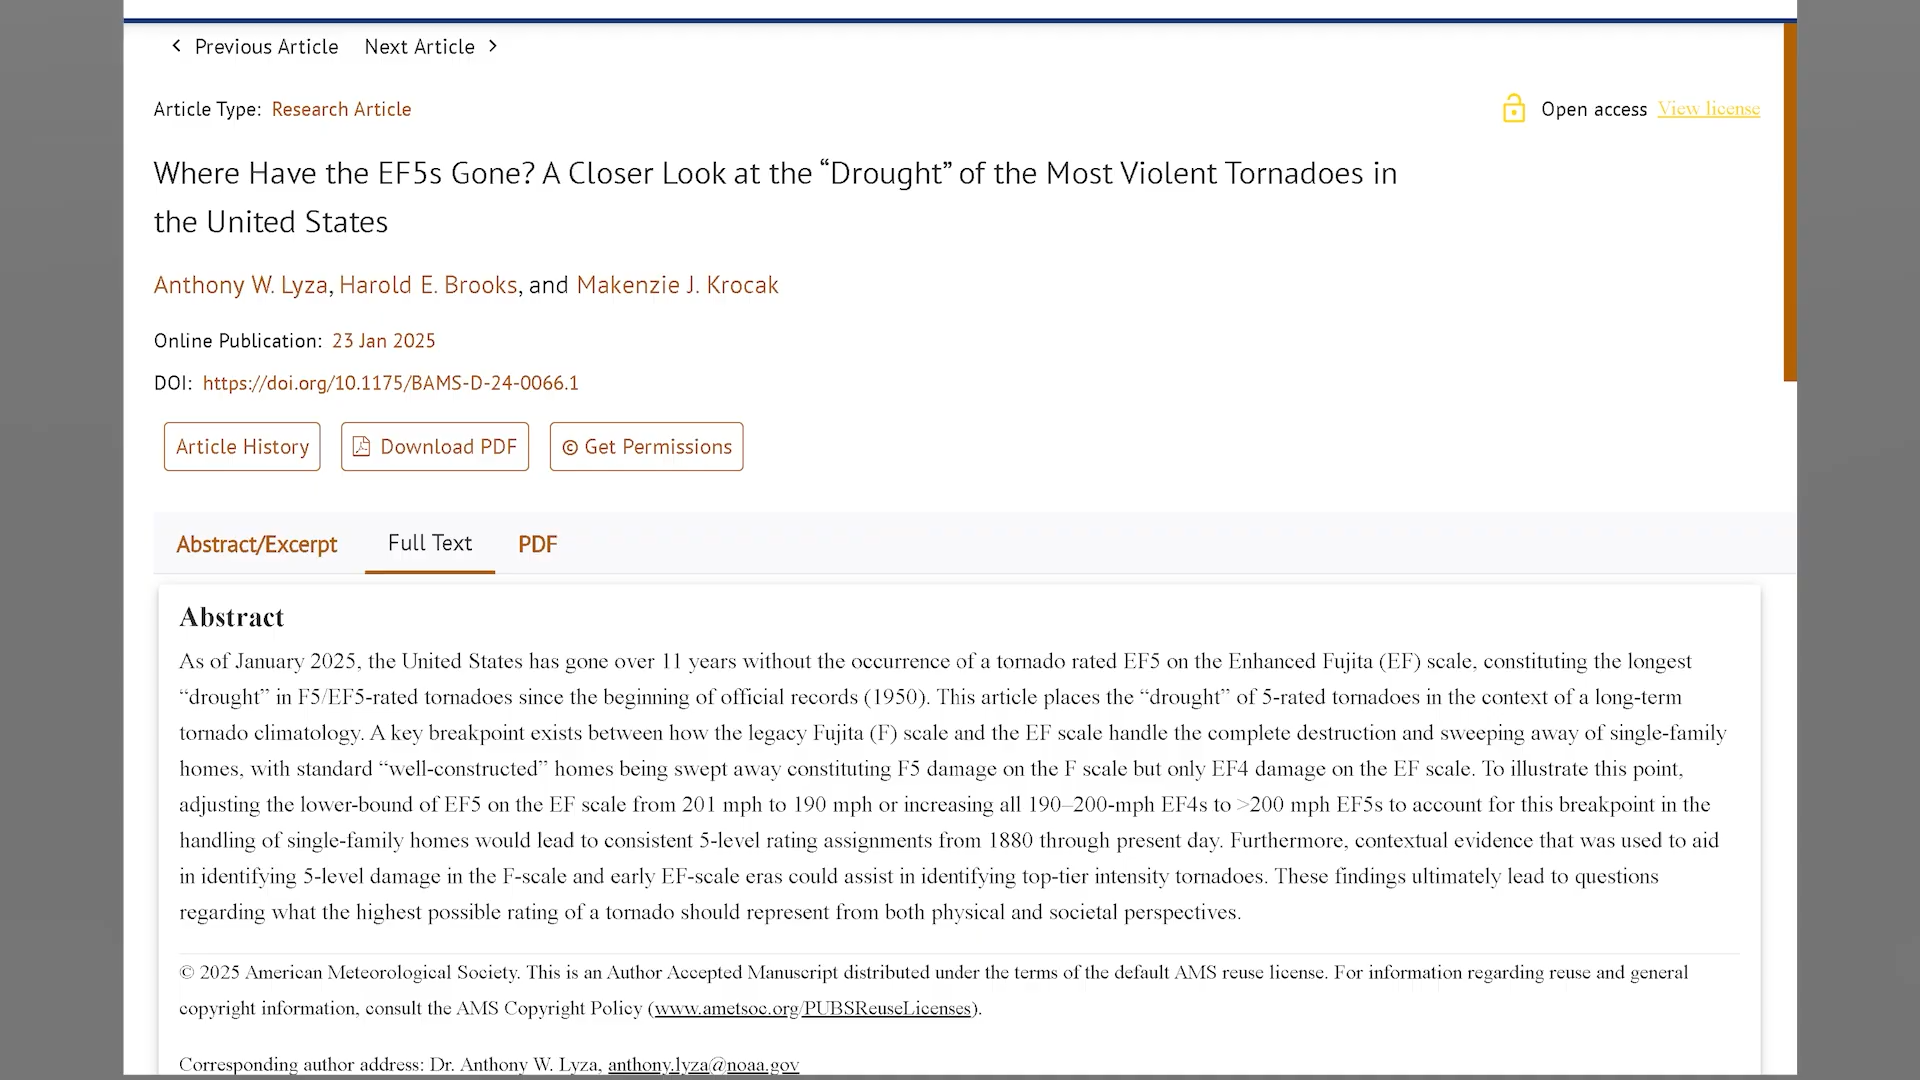 Previous Article Next Article
Article Type: Research Article
Open access View license
Where Have the EF5s Gone? A Closer Look at the “Drought” of the Most Violent Tornadoes in
the United States
Anthony W. Lyza, Harold E. Brooks, and Makenzie J. Krocak
Online Publication: 23 Jan 2025
DOI: https://doi.org/10.1175/BAMS-D-24-0066.1
Article History Download PDF © Get Permissions
Abstract/Excerpt Full Text PDF
Abstract
As of January 2025, the United States has gone over 11 years without the occurrence of a tornado rated EF5 on the Enhanced Fujita (EF) scale, constituting the longest
“drought” in F5/EF5-rated tornadoes since the beginning of official records (1950). This article places the “drought” of 5-rated tornadoes in the context of a long-term
tornado climatology. A key breakpoint exists between how the legacy Fujita (F) scale and the EF scale handle the complete destruction and sweeping away of single-family
homes, with standard “well-constructed” homes being swept away constituting F5 damage on the F scale but only EF4 damage on the EF scale. To illustrate this point,
adjusting the lower-bound of EF5 on the EF scale from 201 mph to 190 mph or increasing all 190–200-mph EF4s to >200 mph EF5s to account for this breakpoint in the
handling of single-family homes would lead to consistent 5-level rating assignments from 1880 through present day. Furthermore, contextual evidence that was used to aid
in identifying 5-level damage in the F-scale and early EF-scale eras could assist in identifying top-tier intensity tornadoes. These findings ultimately lead to questions
regarding what the highest possible rating of a tornado should represent from both physical and societal perspectives.
© 2025 American Meteorological Society. This is an Author Accepted Manuscript distributed under the terms of the default AMS reuse license. For information regarding reuse and general
copyright information, consult the AMS Copyright Policy (www.ametsoc.org/PUBSReuseLicenses).
Corresponding author address: Dr. Anthony W. Lyza, anthony.lyza@noaa.gov